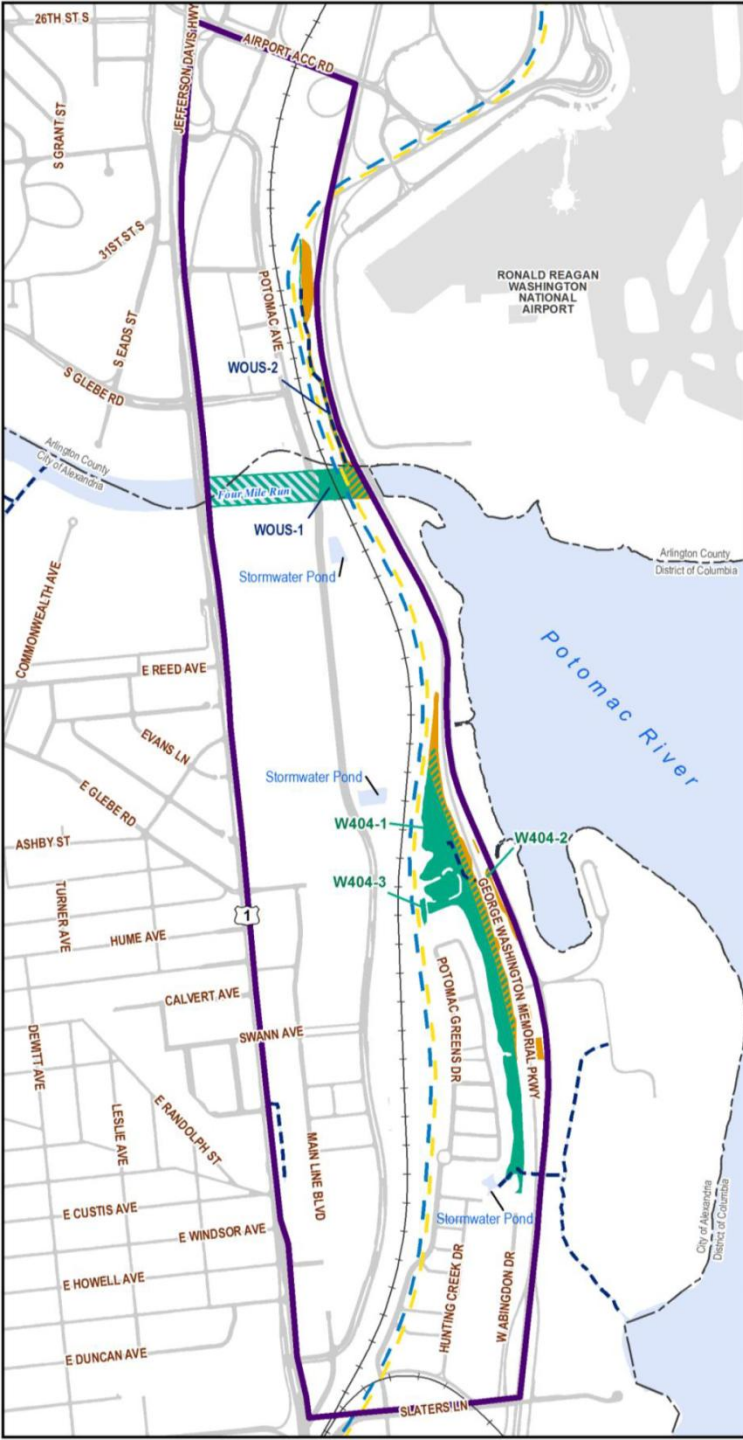 26TH ST S
JEFFERSON DAVIS HWY
AIRPORT ACC RD
S GRANT ST
31ST ST S
POTOMAC AVE
RONALD REAGAN
WASHINGTON
NATIONAL
AIRPORT
S EADS ST
WOUS-2
S GLEBE RD
Arlington County
City of Alexandria
Four Mile Run
WOUS-1
Stormwater Pond
Arlington County
District of Columbia
COMMONWEALTH AVE
Potomac River
E REED AVE
EVANS LN
Stormwater Pond
E GLEBE RD
W404-1
W404-2
ASHBY ST
W404-3
TURNER AVE
1
GEORGE WASHINGTON MEMORIAL PKWY
HUME AVE
POTOMAC GREENS DR
CALVERT AVE
SWANN AVE
DEWITT AVE
E RANDOLPH ST
LESLIE AVE
MAIN LINE BLVD
E CUSTIS AVE
Stormwater Pond
City of Alexandria
District of Columbia
E WINDSOR AVE
HUNTING CREEK DR
W ABINGDON DR
E HOWELL AVE
E DUNCAN AVE
SLATERS LN